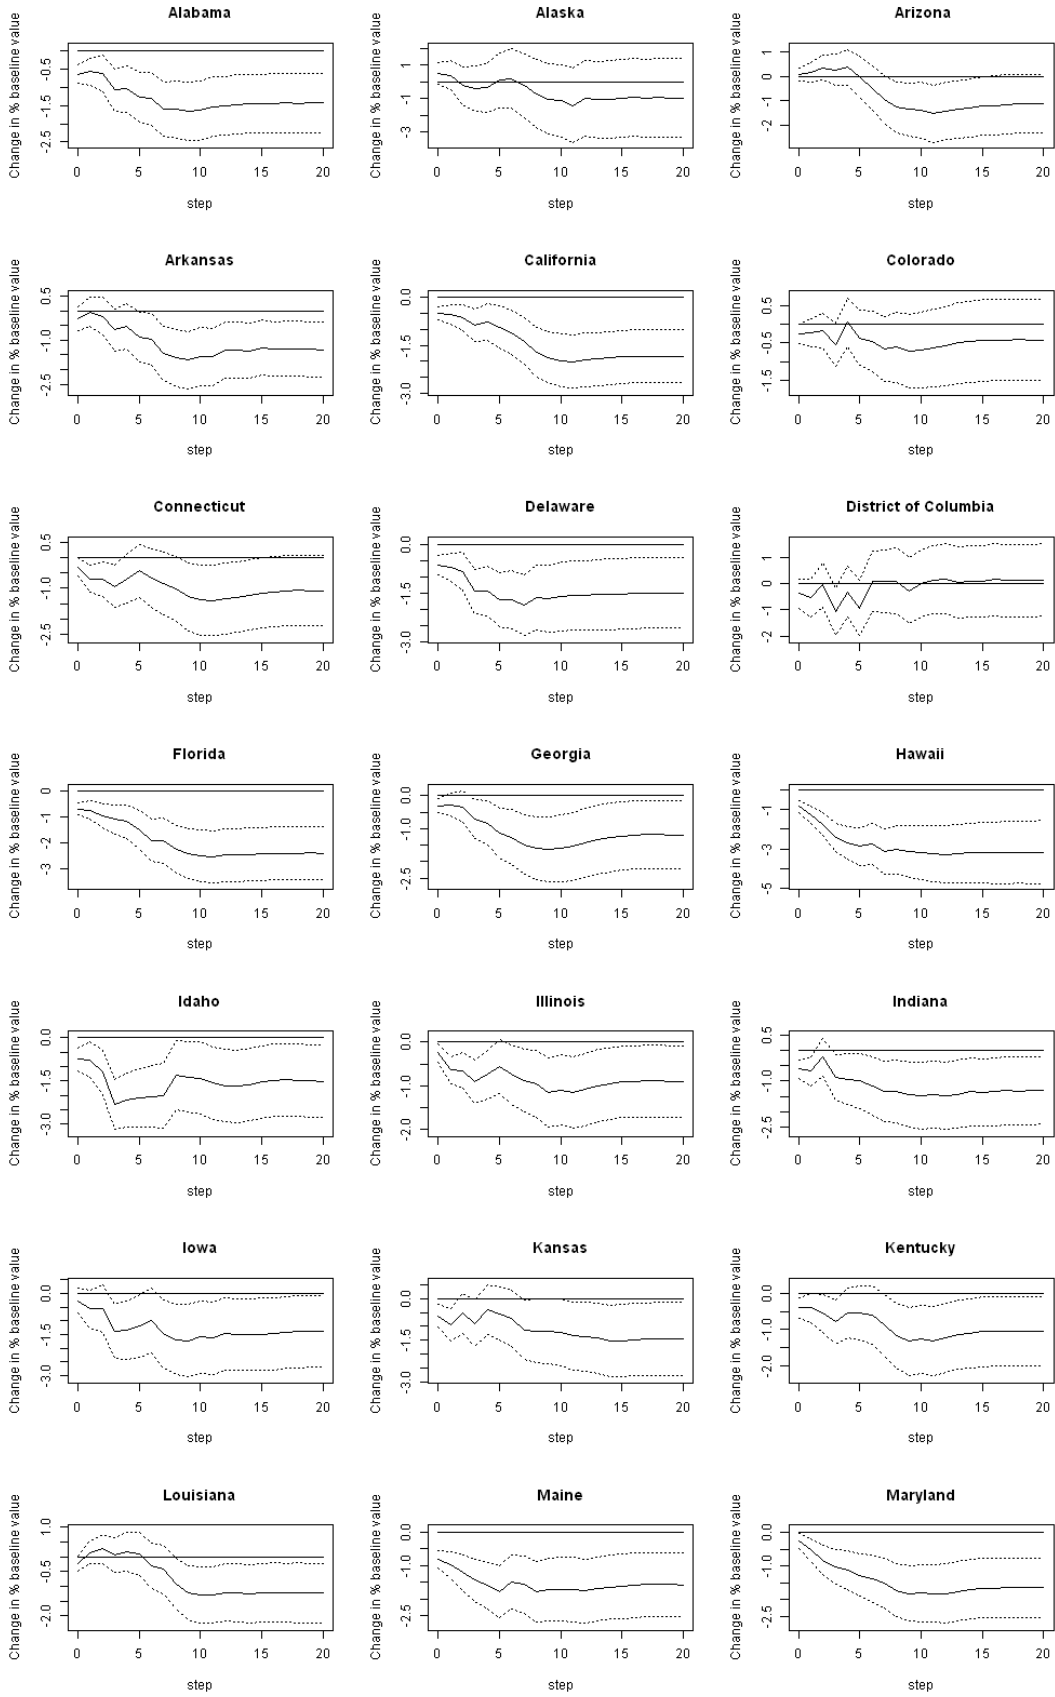 Alabama
Change in % baseline value
-0.5
-1.5
-2.5
0 5 10 15 20
step
Alaska
Change in % baseline value
1
-1
-3
0 5 10 15 20
step
Arizona
Change in % baseline value
1
0
-2
0 5 10 15 20
step
Arkansas
Change in % baseline value
0.5
-1.0
-2.5
0 5 10 15 20
step
California
Change in % baseline value
0.0
-1.5
-3.0
0 5 10 15 20
step
Colorado
Change in % baseline value
0.5
-0.5
-1.5
0 5 10 15 20
step
Connecticut
Change in % baseline value
0.5
-1.0
-2.5
0 5 10 15 20
step
Delaware
Change in % baseline value
0.0
-1.5
-3.0
0 5 10 15 20
step
District of Columbia
Change in % baseline value
1
0
-1
-2
0 5 10 15 20
step
Florida
Change in % baseline value
0
-1
-2
-3
0 5 10 15 20
step
Georgia
Change in % baseline value
0.0
-1.0
-2.5
0 5 10 15 20
step
Hawaii
Change in % baseline value
-1
-3
-5
0 5 10 15 20
step
Idaho
Change in % baseline value
0.0
-1.5
-3.0
0 5 10 15 20
step
Illinois
Change in % baseline value
0.0
-1.0
-2.0
0 5 10 15 20
step
Indiana
Change in % baseline value
0.5
-1.0
-2.5
0 5 10 15 20
step
Iowa
Change in % baseline value
0.0
-1.5
-3.0
0 5 10 15 20
step
Kansas
Change in % baseline value
0.0
-1.5
-3.0
0 5 10 15 20
step
Kentucky
Change in % baseline value
0.0
-1.0
-2.0
0 5 10 15 20
step
Louisiana
Change in % baseline value
1.0
-0.5
-2.0
0 5 10 15 20
step
Maine
Change in % baseline value
0.0
-1.0
-2.5
0 5 10 15 20
step
Maryland
Change in % baseline value
0.0
-1.0
-2.5
0 5 10 15 20
step